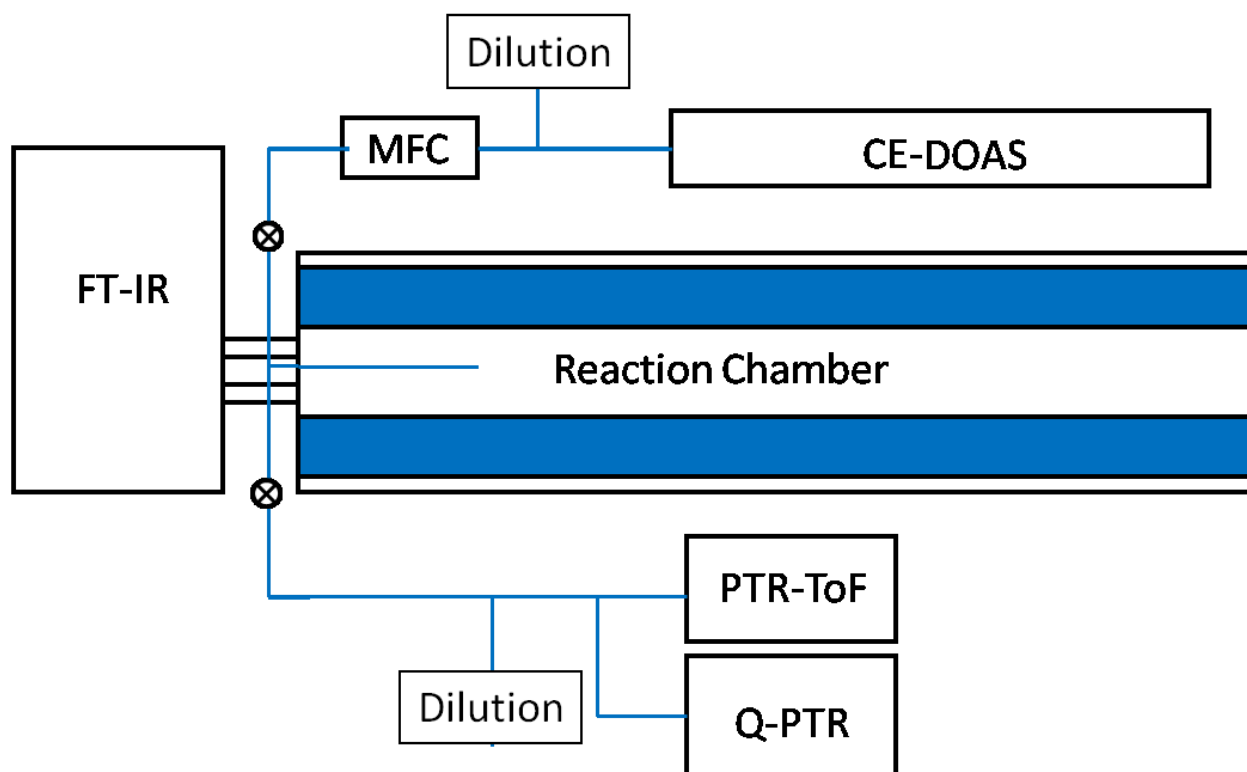 Dilution
MFC
CE-DOAS
FT-IR
Reaction Chamber
PTR-ToF
Dilution
Q-PTR